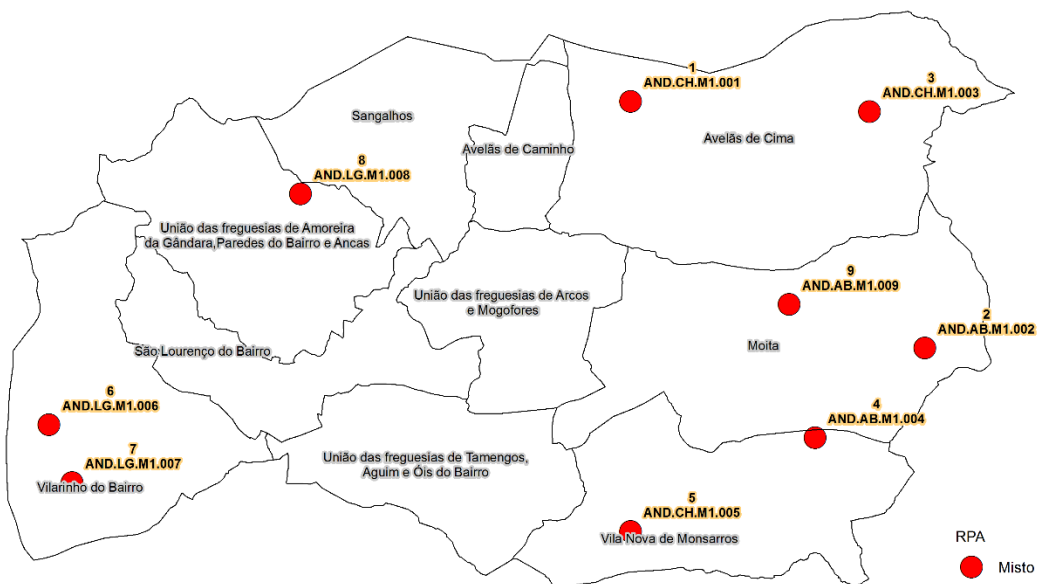 1
AND.CH.M1.001
3
AND.CH.M1.003
Sangalhos
Avelãs de Caminho
Avelãs de Cima
8
AND.LG.M1.008
União das freguesias de Amoreira
da Gândara,Paredes do Bairro e Ancas
9
AND.AB.M1.009
União das freguesias de Arcos
e Mogofores
2
AND.AB.M1.002
Moita
São Lourenço do Bairro
6
AND.LG.M1.006
4
AND.AB.M1.004
7
AND.LG.M1.007
União das freguesias de Tamengos,
Aguim e Óis do Bairro
Vilarinho do Bairro
5
AND.CH.M1.005
Vila Nova de Monsarros
RPA
Misto